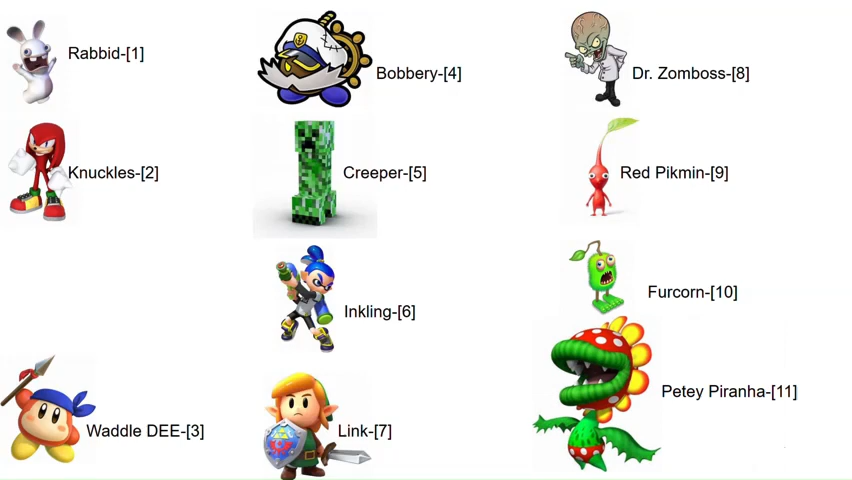 Rabbid-[1]
Knuckles-[2]
Waddle DEE-[3]
Bobbery-[4]
Creeper-[5]
Inkling-[6]
Link-[7]
Dr. Zomboss-[8]
Red Pikmin-[9]
Furcorn-[10]
Petey Piranha-[11]